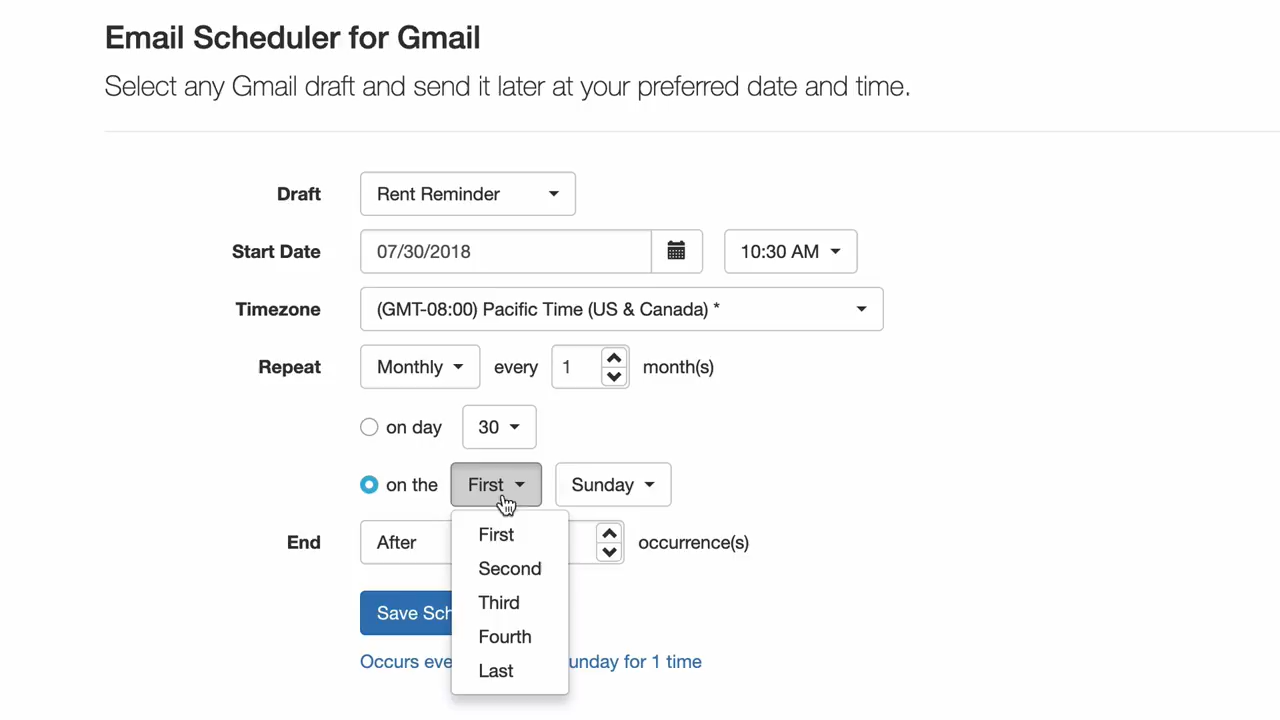 Email Scheduler for Gmail
Select any Gmail draft and send it later at your preferred date and time.
Draft Rent Reminder
Start Date 07/30/2018 10:30 AM
Timezone (GMT-08:00) Pacific Time (US & Canada) *
Repeat Monthly every 1 month(s)
on day 30
on the First Sunday
First
End After occurrence(s)
Second
Third
Save Sch
Fourth
Occurs eve unday for 1 time
Last